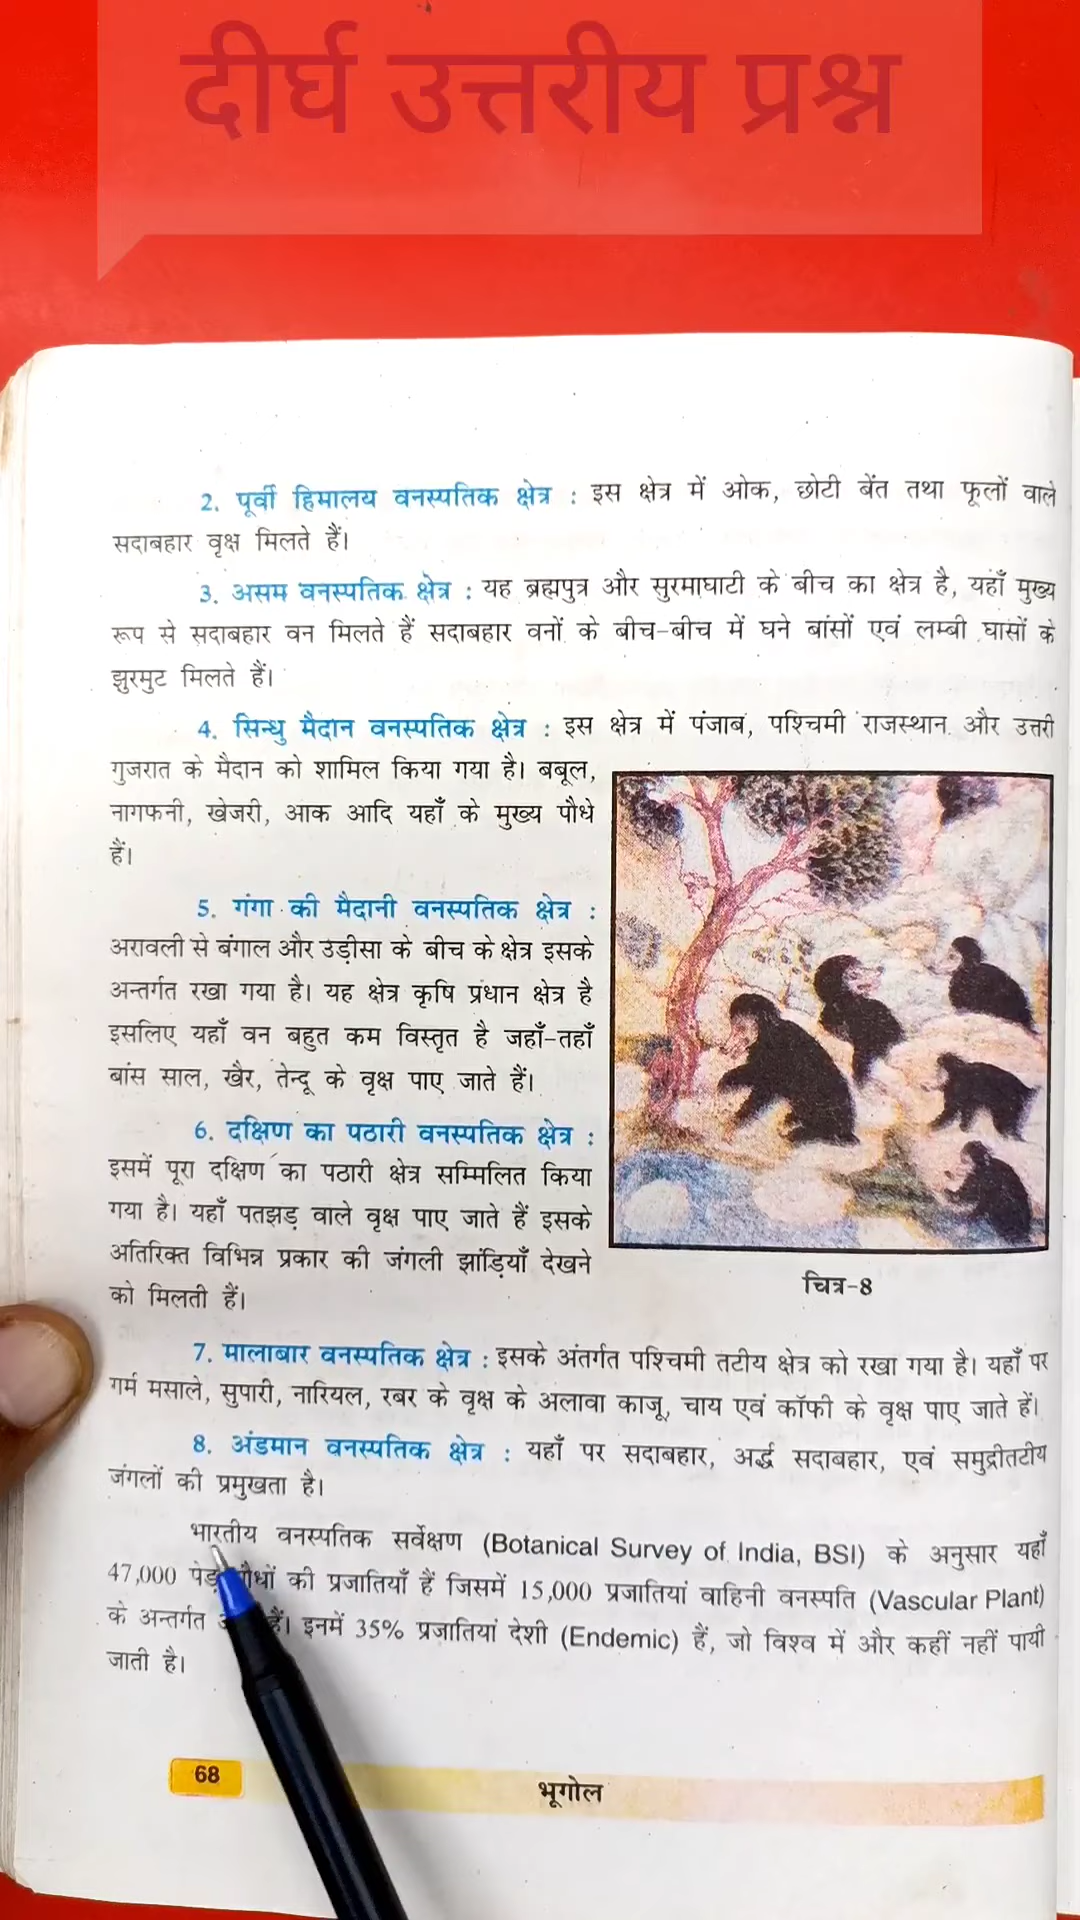 दीर्घ उत्तरीय प्रश्न
2. पूर्वी हिमालय वनस्पतिक क्षेत्र : इस क्षेत्र में ओक, छोटी बेंत तथा फूलों वाले
सदाबहार वृक्ष मिलते हैं।
3. असम वनस्पतिक क्षेत्र : यह ब्रह्मपुत्र और सुरमाघाटी के बीच का क्षेत्र है, यहाँ मुख्य
रूप से सदाबहार वन मिलते हैं सदाबहार वनों के बीच-बीच में घने बांसों एवं लम्बी घासों के
झुरमुट मिलते हैं।
4. सिन्धु मैदान वनस्पतिक क्षेत्र : इस क्षेत्र में पंजाब, पश्चिमी राजस्थान और उत्तरी
गुजरात के मैदान को शामिल किया गया है। बबूल,
नागफनी, खेजरी, आक आदि यहाँ के मुख्य पौधे
हैं।
5. गंगा की मैदानी वनस्पतिक क्षेत्र :
अरावली से बंगाल और उड़ीसा के बीच के क्षेत्र इसके
अन्तर्गत रखा गया है। यह क्षेत्र कृषि प्रधान क्षेत्र है
इसलिए यहाँ वन बहुत कम विस्तृत है जहाँ-तहाँ
बांस साल, खैर, तेन्दू के वृक्ष पाए जाते हैं।
6. दक्षिण का पठारी वनस्पतिक क्षेत्र :
इसमें पूरा दक्षिण का पठारी क्षेत्र सम्मिलित किया
गया है। यहाँ पतझड़ वाले वृक्ष पाए जाते हैं इसके
अतिरिक्त विभिन्न प्रकार की जंगली झांड़ियाँ देखने
को मिलती हैं।
चित्र-8
7. मालाबार वनस्पतिक क्षेत्र : इसके अंतर्गत पश्चिमी तटीय क्षेत्र को रखा गया है। यहाँ पर
गर्म मसाले, सुपारी, नारियल, रबर के वृक्ष के अलावा काजू, चाय एवं कॉफी के वृक्ष पाए जाते हें।
8. अंडमान वनस्पतिक क्षेत्र : यहाँ पर सदाबहार, अर्द्ध सदाबहार, एवं समुद्रीतटीय
जंगलों की प्रमुखता है।
भारतीय वनस्पतिक सर्वेक्षण (Botanical Survey of India, BSI) के अनुसार यहाँ
47,000 पेड़ पौधों की प्रजातियाँ हैं जिसमें 15,000 प्रजातियां वाहिनी वनस्पति (Vascular Plant)
के अन्तर्गत हैं। इनमें 35% प्रजातियां देशी (Endemic) हैं, जो विश्व में और कहीं नहीं पायी
जाती है।
68
भूगोल